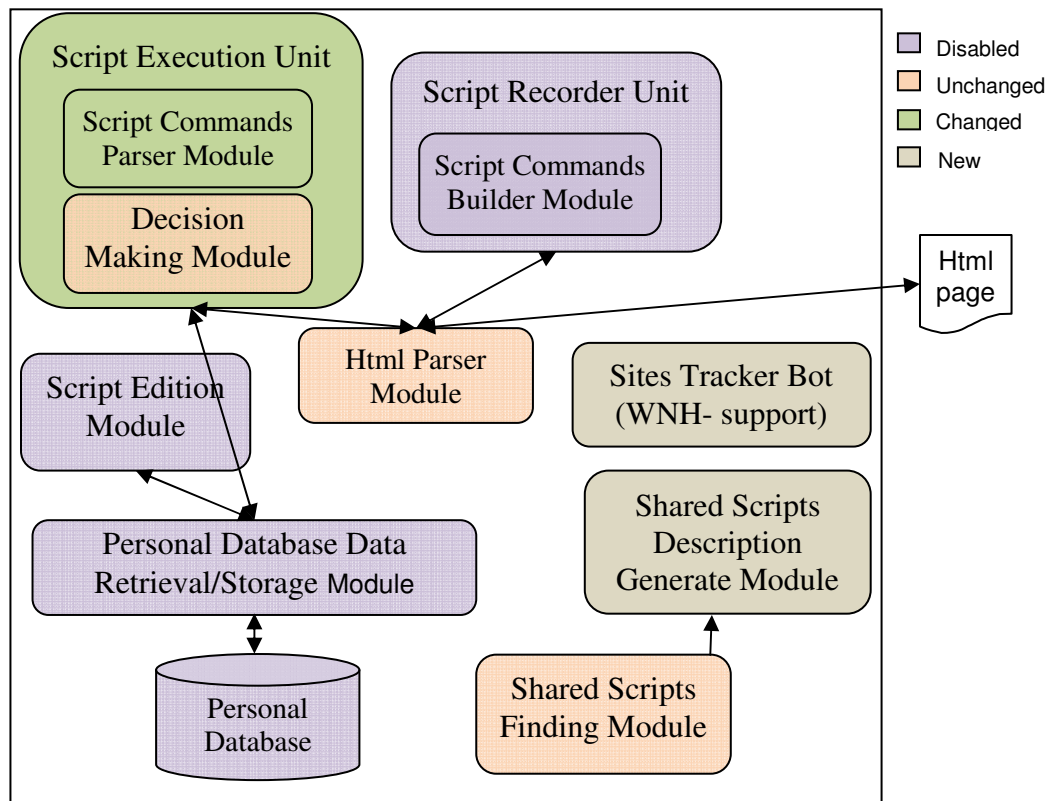 Script Execution Unit
Script Commands
Parser Module
Decision
Making Module
Script Recorder Unit
Script Commands
Builder Module
Disabled
Unchanged
Changed
New
Html
page
Html Parser
Module
Script Edition
Module
Sites Tracker Bot
(WNH- support)
Shared Scripts
Description
Generate Module
Personal Database Data
Retrieval/Storage Module
Personal
Database
Shared Scripts
Finding Module